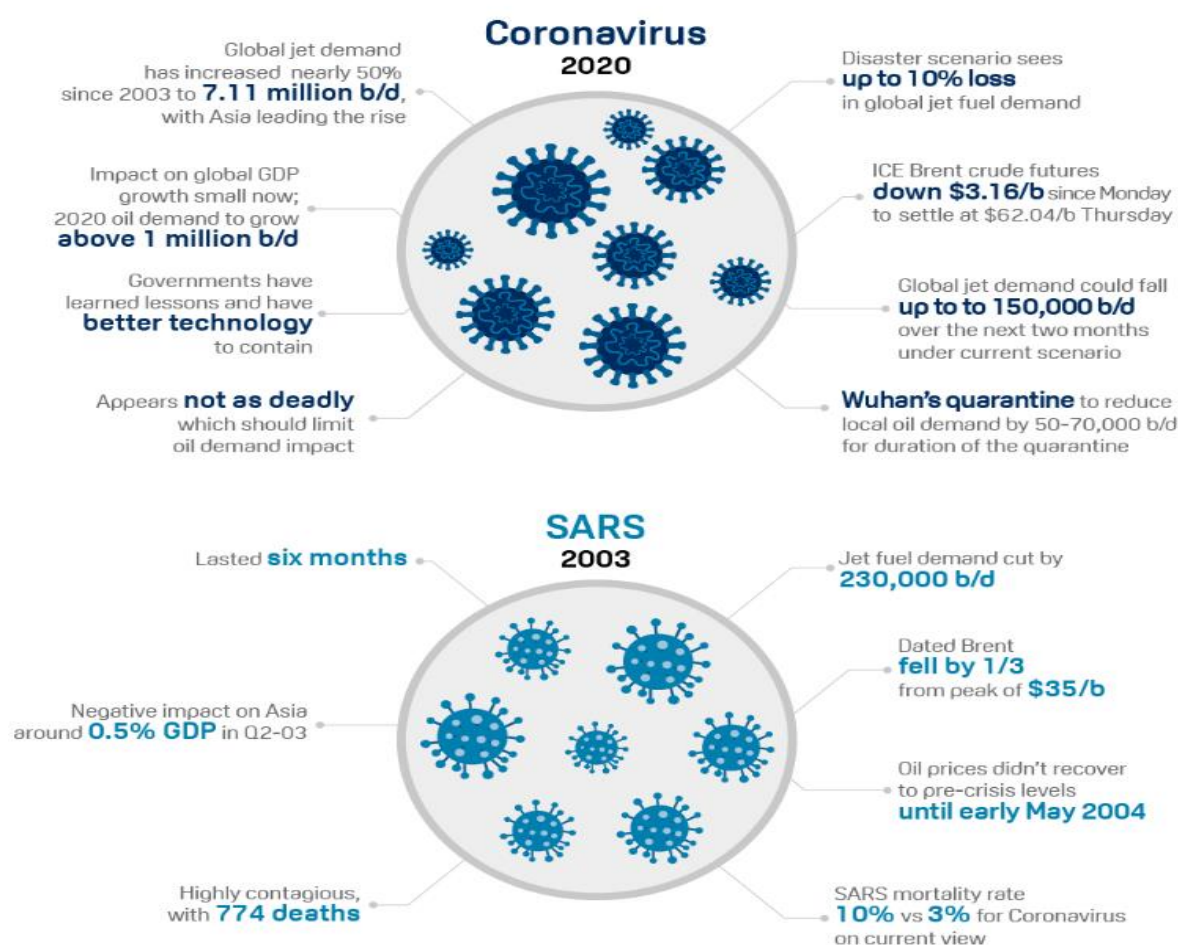 Coronavirus
2020
Global jet demand
has increased nearly 50%
since 2003 to 7.11 million b/d,
with Asia leading the rise
Impact on global GDP
growth small now;
2020 oil demand to grow
above 1 million b/d
Governments have
learned lessons and have
better technology
to contain
Appears not as deadly
which should limit
oil demand impact
Disaster scenario sees
up to 10% loss
in global jet fuel demand
ICE Brent crude futures
down $3.16/b since Monday
to settle at $62.04/b Thursday
Global jet demand could fall
up to to 150,000 b/d
over the next two months
under current scenario
Wuhan's quarantine to reduce
local oil demand by 50-70,000 b/d
for duration of the quarantine
SARS
2003
Lasted six months
Negative impact on Asia
around 0.5% GDP in Q2-03
Highly contagious,
with 774 deaths
Jet fuel demand cut by
230,000 b/d
Dated Brent
fell by 1/3
from peak of $35/b
Oil prices didn't recover
to pre-crisis levels
until early May 2004
SARS mortality rate
10% vs 3% for Coronavirus
on current view